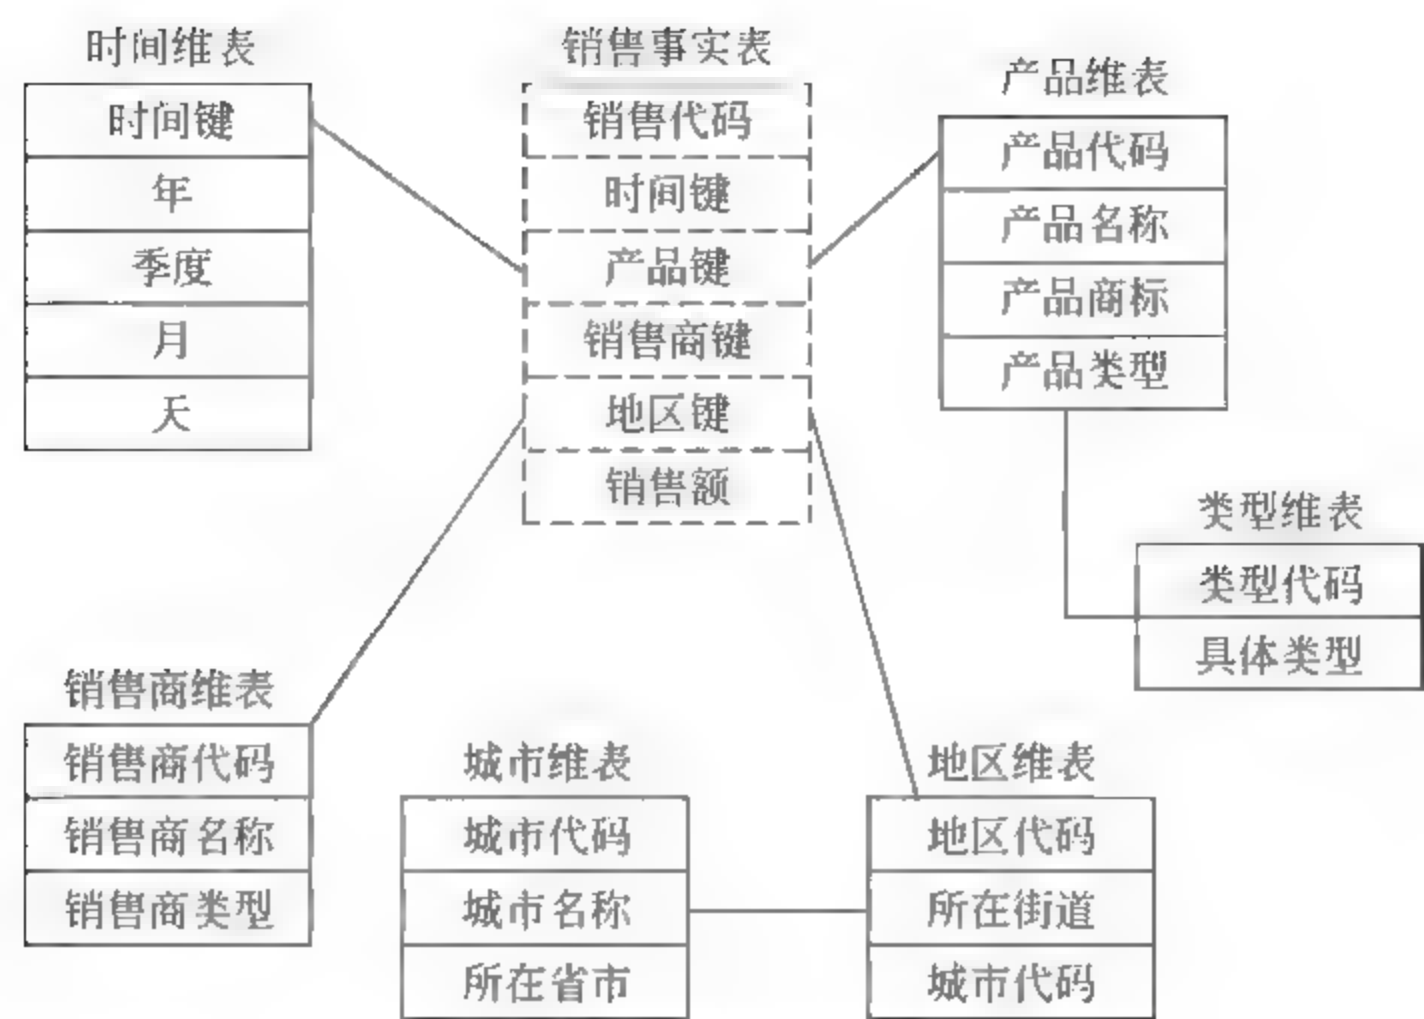 时间维表
时间键
年
季度
月
天
销售事实表
销售代码
时间键
产品键
销售商键
地区键
销售额
产品维表
产品代码
产品名称
产品商标
产品类型
类型维表
类型代码
具体类型
销售商维表
销售商代码
销售商名称
销售商类型
城市维表
城市代码
城市名称
所在省市
地区维表
地区代码
所在街道
城市代码